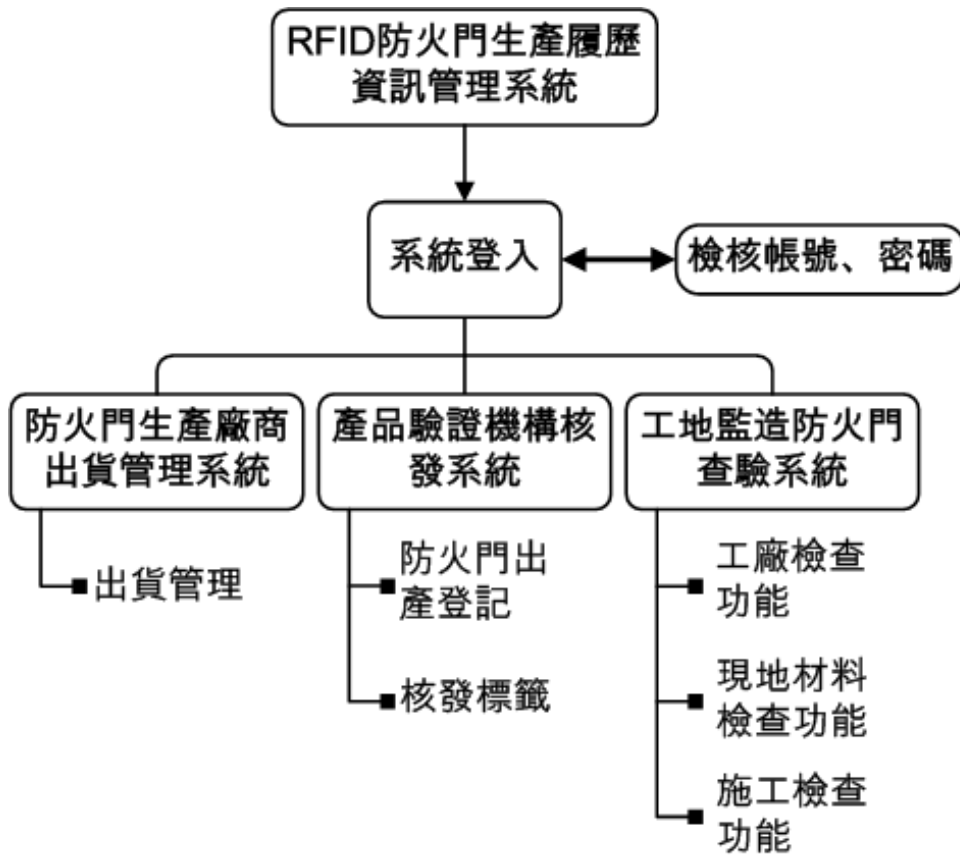 RFID防火門生產履歷
資訊管理系統
系統登入
檢核帳號、密碼
防火門生產廠商
出貨管理系統
產品驗證機構核
發系統
工地監造防火門
查驗系統
出貨管理
防火門出
產登記
核發標籤
工廠檢查
功能
現地材料
檢查功能
施工檢查
功能